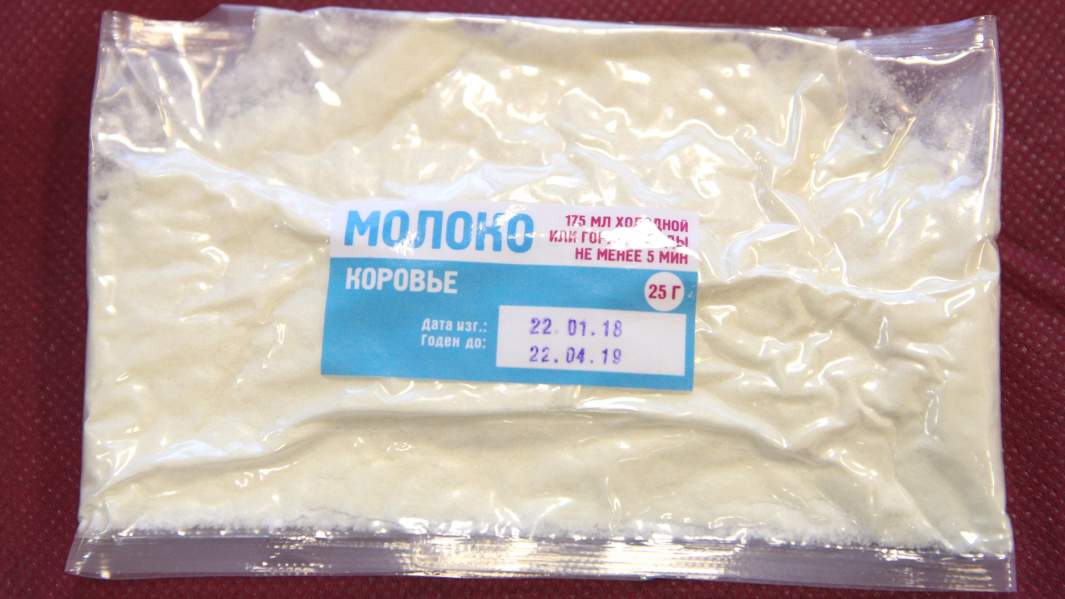 МОЛОКО
175 МЛ ХОЛОДНОЙ
ИЛИ
НЕ МЕНЕЕ 5 МИН
КОРОВЬЕ
25 Г
Дата изг.: 22.01.18
Годен до: 22.04.19